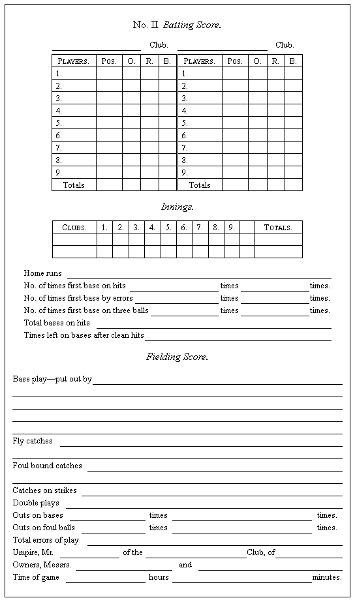 No. II Batting Score.
Club. Club.
PLAYERS. POS. O. R. B. PLAYERS. POS. O. R. B.
1. 1.
2. 2.
3. 3.
4. 4.
5. 5.
6. 6.
7. 7.
8. 8.
9. 9.
Totals Totals
Innings.
CLUBS. 1. 2. 3. 4. 5. 6. 7. 8. 9. TOTALS.
Home runs
No. of times first base on hits times times.
No. of times first base by errors times times.
No. of times first base on three balls times times.
Total bases on hits
Times left on bases after clean hits
Fielding Score.
Base play—put out by
Fly catches
Foul bound catches
Catches on strikes
Double plays
Outs on bases times times.
Outs on foul balls times times.
Total errors of play
Umpire, Mr. of the Club, of
Owners, Messrs. and
Time of game hours minutes.